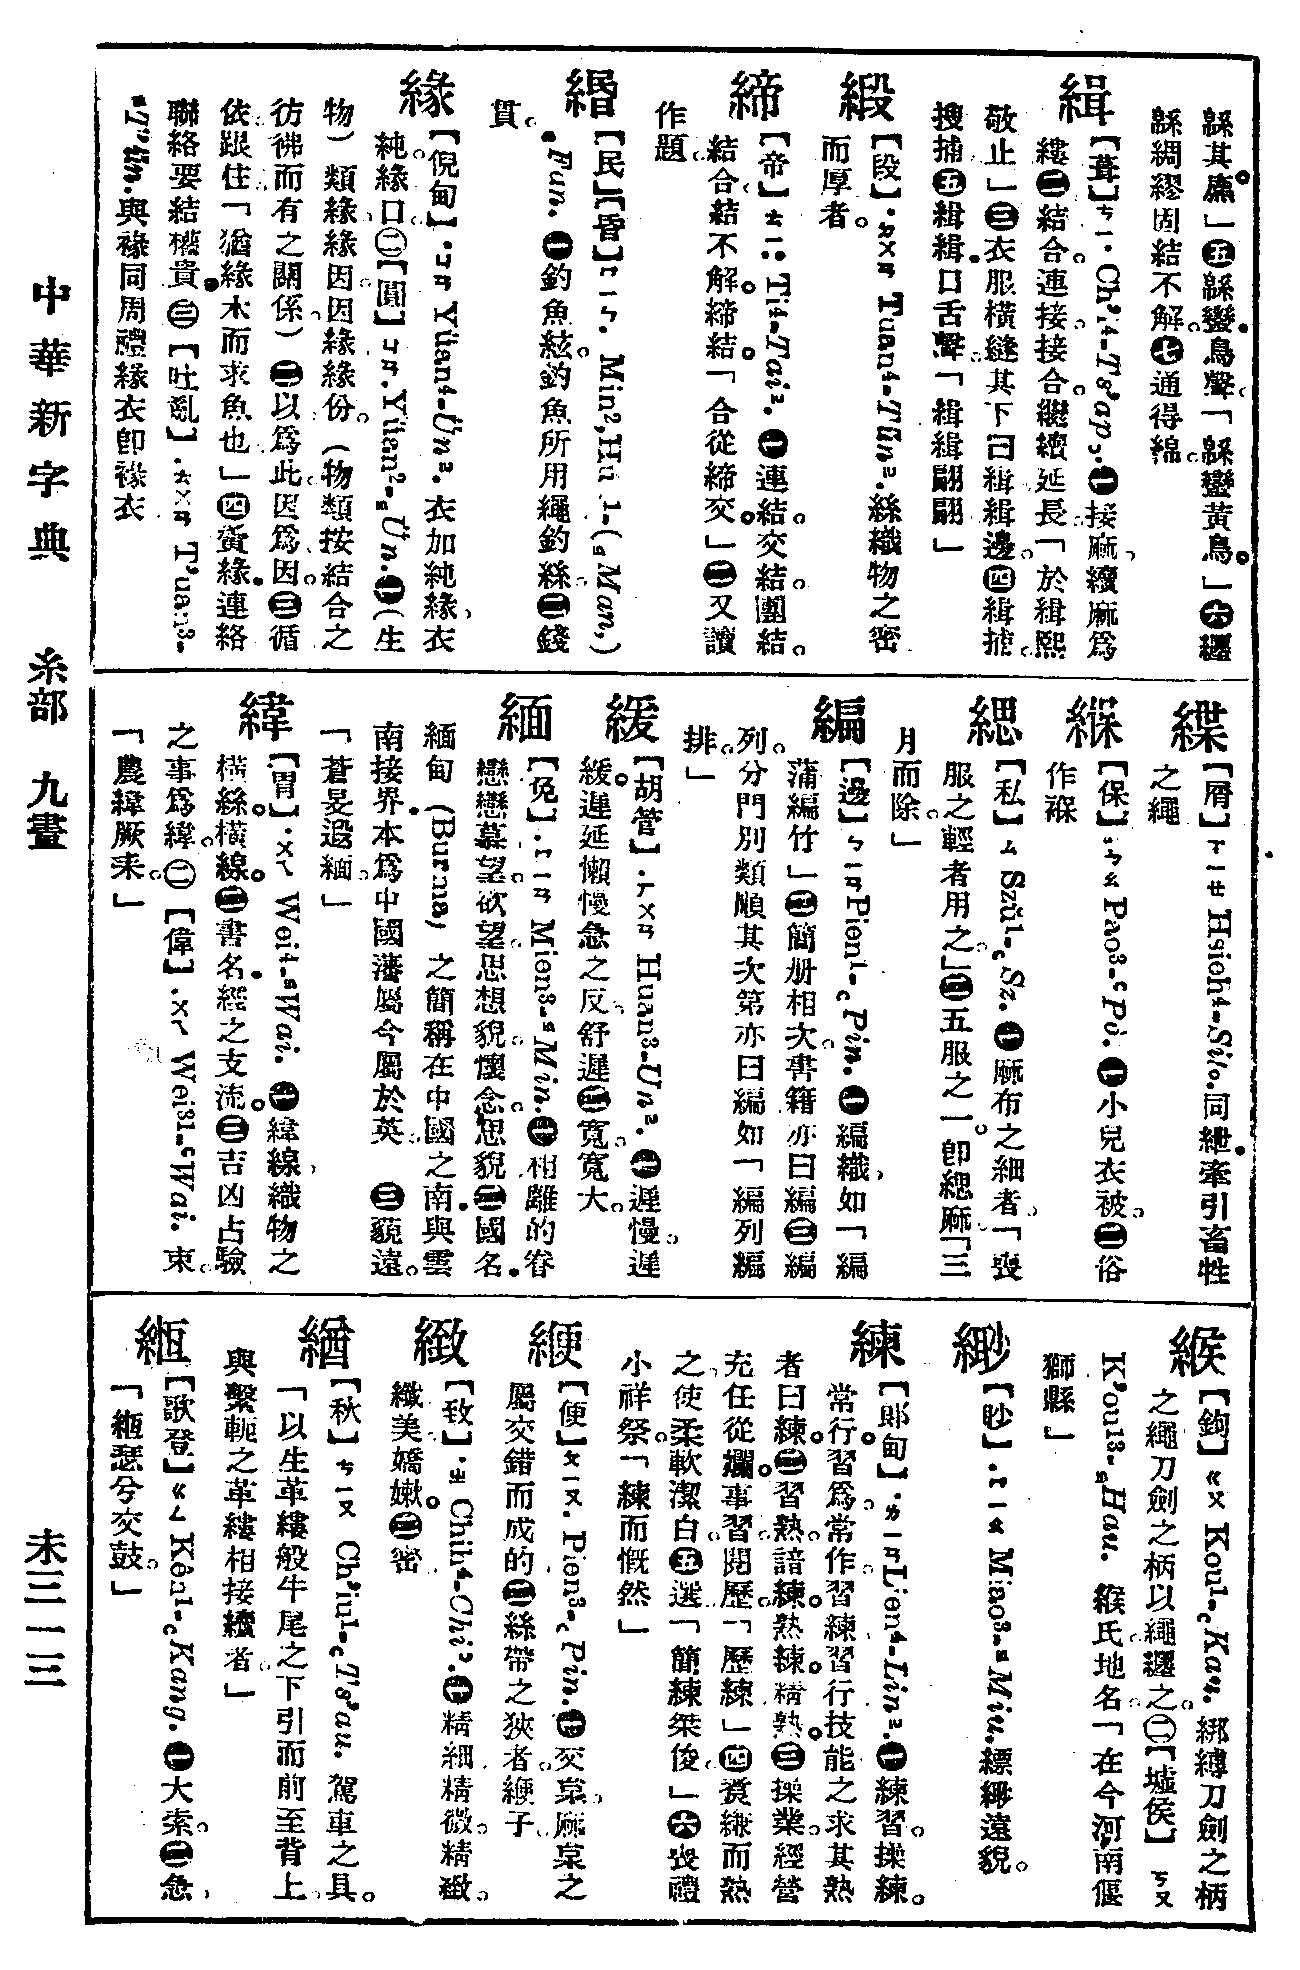 中華新字典 糸部 九畫 未三一三
緜其麃」㊄緜蠻鳥聲「緜蠻黃鳥」㊅纏
緜綢繆固結不解㊆通得綿
緝【葺】ㄘㄧ· Ch'i⁴-Ts'ap. ㊀接麻續麻爲
縷㊁結合連接接合繼續延長「於緝熙
敬止」㊂衣服橫縫其下曰緝緝邊㊃緝捕
搜捕㊄緝緝口舌聲「緝緝翩翩」
緞【段】·ㄉㄨㄢ Tuan⁴-Tün². 絲織物之密
而厚者
締【帝】ㄉㄧ· Ti⁴-Tai². ㊀連結交結團結
結合結不解締結「合從締交」㊁又讀
作題
緡【民】【昏】ㄇㄧㄣ. Min², Hu 1-(Man,)
Fun. ㊀釣魚絃釣魚所用繩釣絲㊁錢
貫
緣【倪甸】·ㄩㄢ Yüan⁴-Ün². 衣加純緣衣
純緣口㊁【圓】ㄩㄢ. Yüan²-Ün. ㊀(生
物)類緣緣因因緣緣份(物類按結合之
彷彿而有之關係)㊁以爲此因爲因㊂循
依跟住「猶緣木而求魚也」㊃夤緣連絡
聯絡要結權貴㊂【吐亂】·ㄊㄨㄢ T'uan³-
T'ün. 與褖同周禮緣衣卽褖衣
緤【屑】ㄒㄧㄝ Hsieh⁴-Sit. 同紲牽引畜牲
之繩
緥【保】·ㄅㄠ Pao³-Po. ㊀小兒衣被㊁俗
作褓
緦【私】ㄙ Szŭ¹-Sz. ㊀麻布之細者「喪
服之輕者用之」㊁五服之一卽緦麻「三
月而除」
編【邊】ㄅㄧㄢ Pien¹-Pin. ㊀編織如「編
蒲編竹」㊁簡册相次書籍亦曰編㊂編
列分門別類順其次第亦曰編如「編列編
排」
緩【胡管】·ㄏㄨㄢ Huan³-Un². ㊀遲慢遲
緩遲延懶慢急之反舒遲㊁寬寬大
緬【免】·ㄇㄧㄢ Mien³-Min. ㊀相離的眷
戀戀慕望欲望思想貌懷念思貌㊁國名
緬甸(Burma)之簡稱在中國之南與雲
南接界本爲中國藩屬今屬於英 ㊂藐遠
「蒼旻遐緬」
緯【胃】·ㄨㄟ Wei⁴-Wai. ㊀緯線織物之
橫絲橫線㊁書名經之支流㊂吉凶占驗
之事爲緯㊁【偉】·ㄨㄟ Wei³¹-Wai. 束
「農緯厥耒」
緱【鉤】ㄍㄡ Kou¹-Kau. 綁縛刀劍之柄
之繩刀劍之柄以繩纏之㊁【墟侯】ㄎㄡ
K'ou¹³-Hau. 緱氏地名「在今河南偃
獅縣」
緲【眇】·ㄇㄧㄠ Miao³-Miu. 縹緲遠貌
練【郞甸】·ㄌㄧㄢ Lien⁴-Lin². ㊀練習操練
常行習爲常作習練習行技能之求其熟
者曰練㊁習熟諳練熟練精熟㊂操業經營
充任從爛事習閱歷「歷練」㊃煑練而熟
之使柔軟潔白㊄選「簡練桀俊」㊅喪禮
小祥祭「練而慨然」
緶【便】ㄆㄧㄢ. Pien³-Pin. ㊀交枲麻枲之
屬交錯而成的㊁絲帶之狹者緶子
緻【致】·ㄓ Chih⁴-Chi². ㊀精細精微精緻
纖美嬌嫩㊁密
緧【秋】ㄘㄧㄡ Ch'iu¹-Ts'au. 駕車之具
「以生革縷般牛尾之下引而前至背上
與繫軛之革縷相接續者」
緪【歌登】ㄍㄥ Kêng¹-Kang. ㊀大索㊁急
「緪瑟兮交鼓」